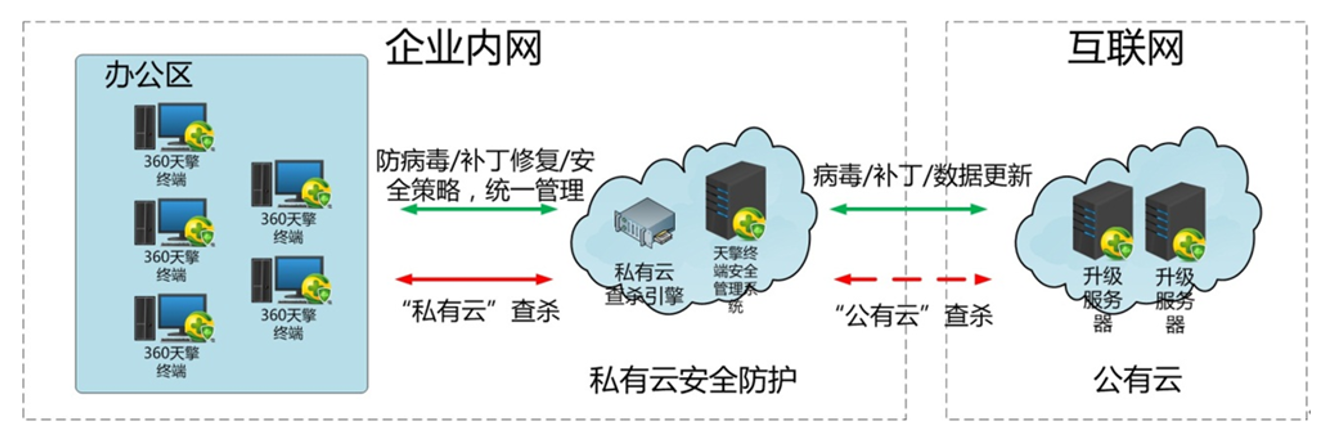 企业内网
互联网
办公区
360天擎
终端
360天擎
终端
360天擎
终端
360天擎
终端
360天擎
终端
防病毒/补丁修复/安
全策略，统一管理
“私有云”查杀
私有云
查杀引擎
天擎终
端安全
管理系
统
私有云安全防护
病毒/补丁/数据更新
“公有云”查杀
升级
服务
器
升级
服务
器
公有云